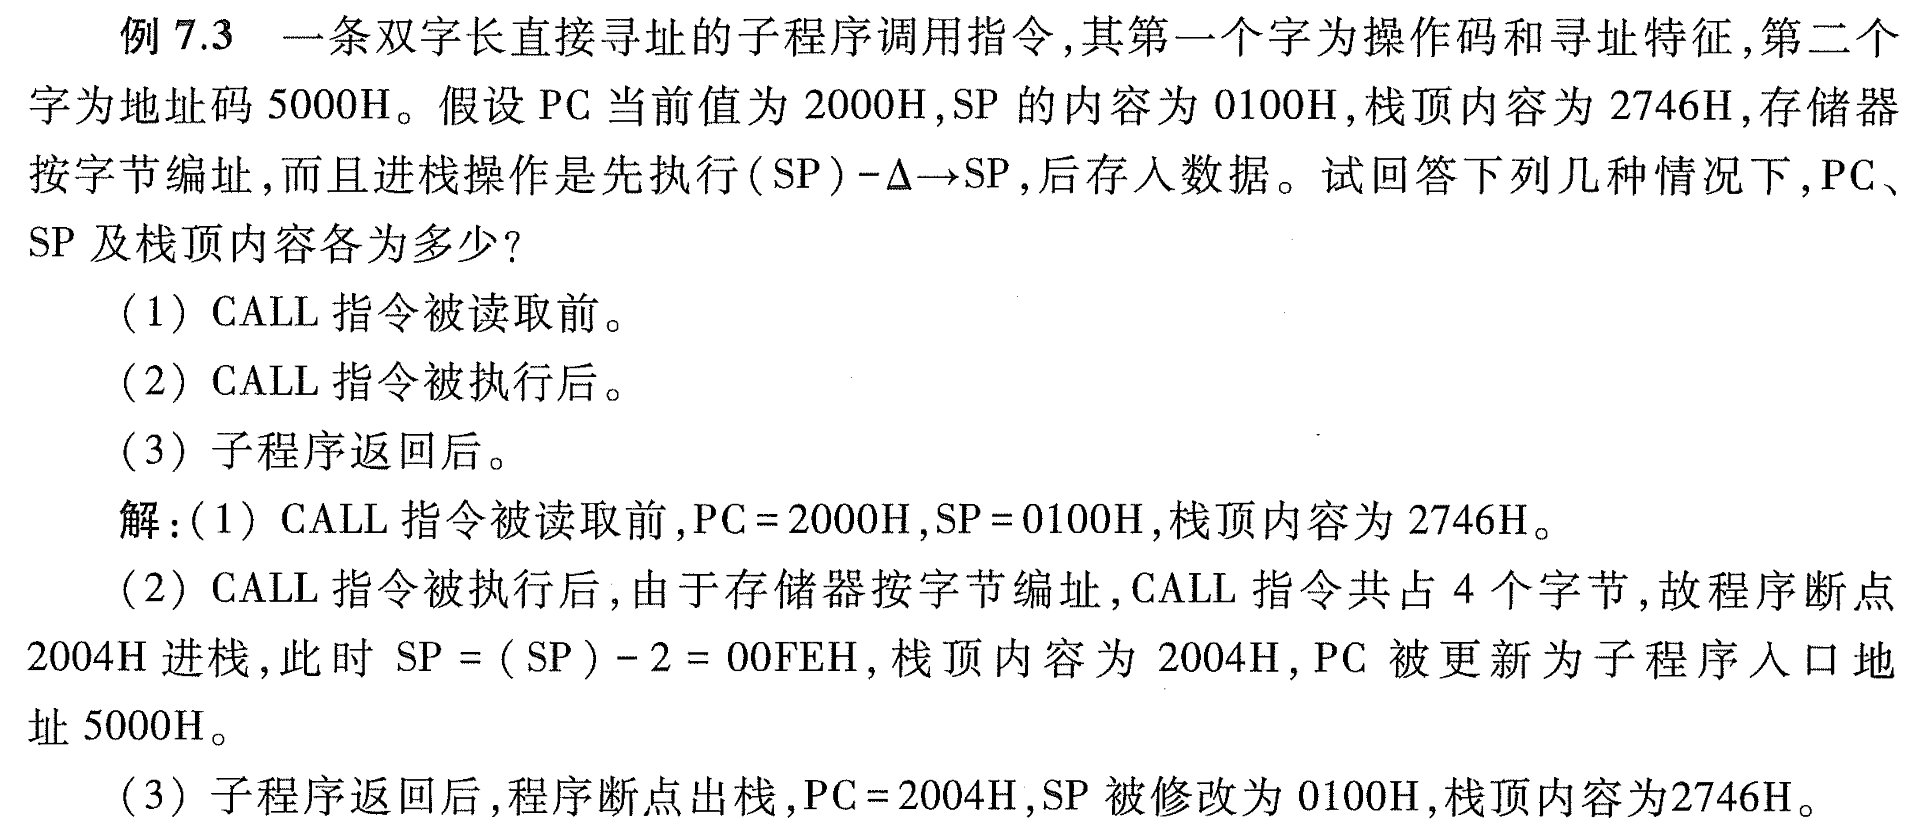 例 7.3 一条双字长直接寻址的子程序调用指令,其第一个字为操作码和寻址特征,第二个
字为地址码 5000H。假设 PC 当前值为 2000H,SP 的内容为 0100H,栈顶内容为 2746H,存储器
按字节编址,而且进栈操作是先执行(SP)-Δ→SP,后存入数据。试回答下列几种情况下,PC、
SP 及栈顶内容各为多少?
(1) CALL 指令被读取前。
(2) CALL 指令被执行后。
(3) 子程序返回后。
解:(1) CALL 指令被读取前,PC=2000H,SP=0100H,栈顶内容为 2746H。
(2) CALL 指令被执行后,由于存储器按字节编址,CALL 指令共占 4 个字节,故程序断点
2004H 进栈,此时 SP = (SP) - 2 = 00FEH,栈顶内容为 2004H,PC 被更新为子程序入口地
址 5000H。
(3) 子程序返回后,程序断点出栈,PC=2004H,SP 被修改为 0100H,栈顶内容为2746H。